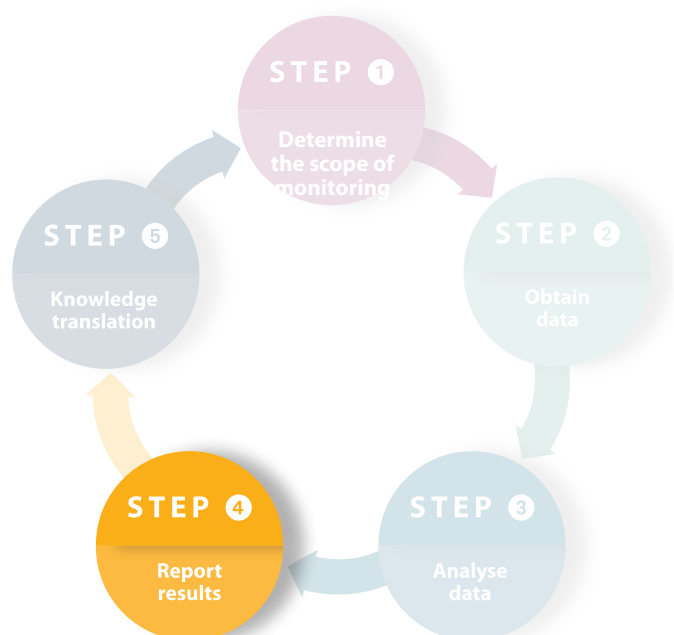 STEP 1
Determine
the scope of
monitoring
STEP 2
Obtain
data
STEP 3
Analyse
data
STEP 4
Report
results
STEP 5
Knowledge
translation